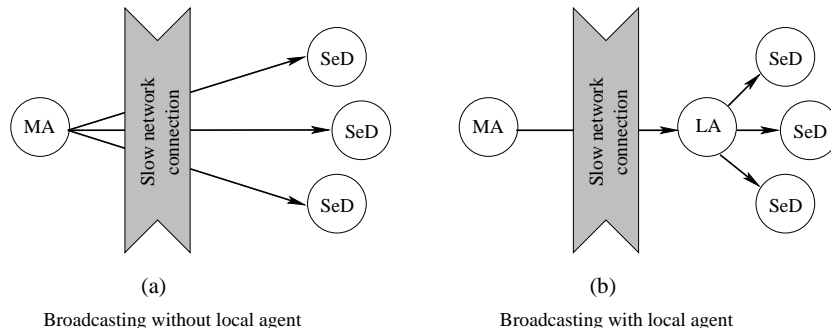 MA
Slow network
connection
SeD
SeD
SeD
(a)
Broadcasting without local agent
MA
Slow network
connection
LA
SeD
SeD
SeD
(b)
Broadcasting with local agent